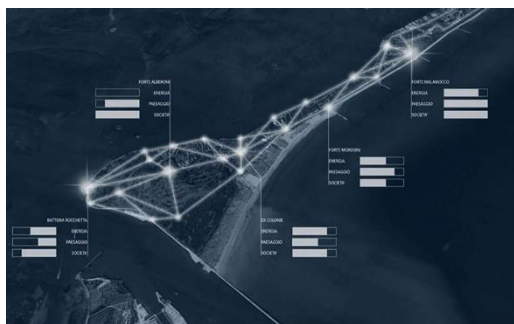 FORTE ALBERONI
ENERGIA
PAESAGGIO
SOCIETA'
FORTE MALAMOCCO
ENERGIA
PAESAGGIO
SOCIETA'
FORTE MOROSINI
ENERGIA
PAESAGGIO
SOCIETA'
BATTERIA ROCCHETTA
ENERGIA
PAESAGGIO
SOCIETA'
EX COLONIE
ENERGIA
PAESAGGIO
SOCIETA'